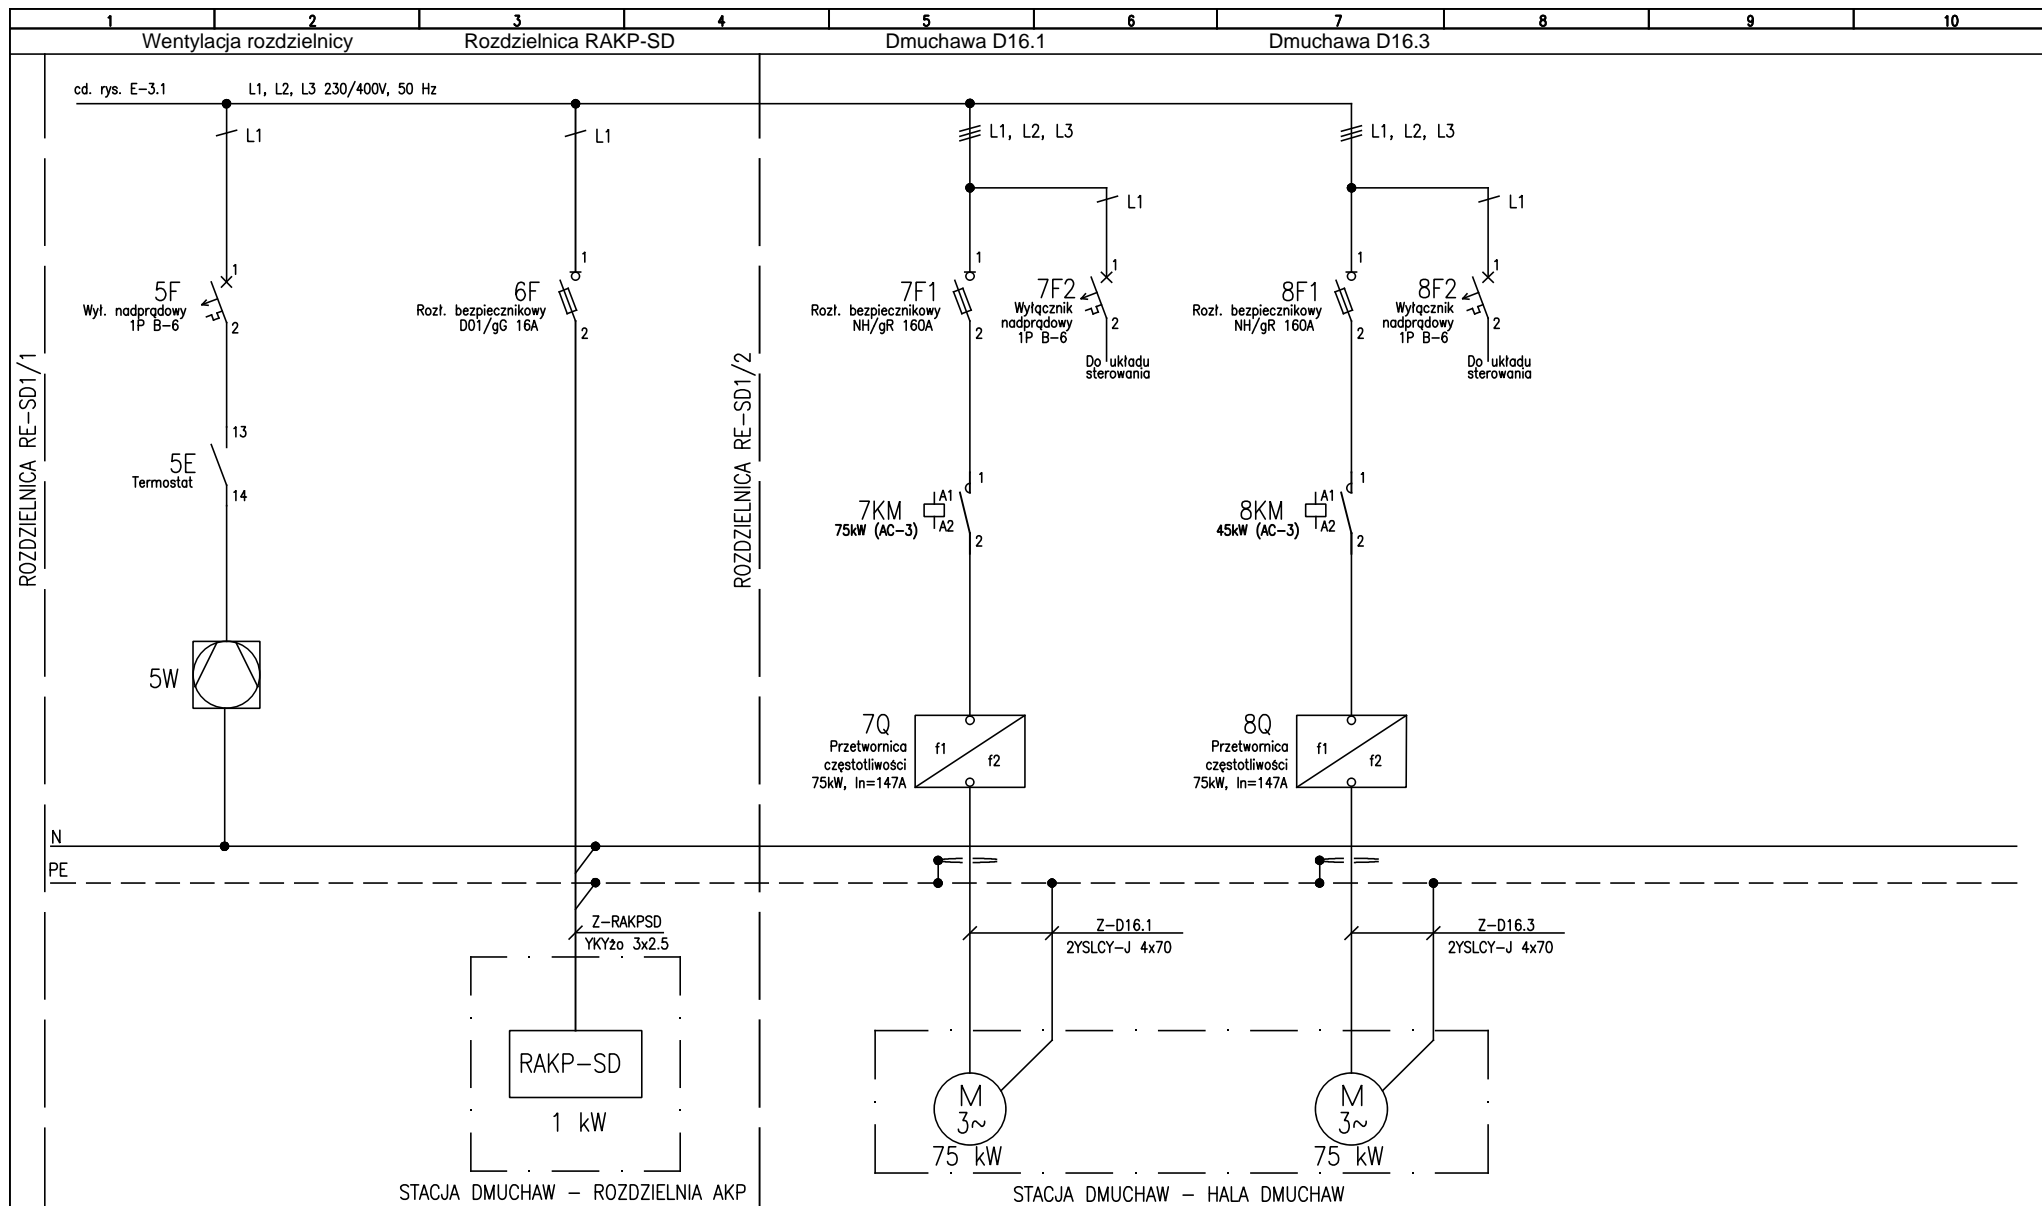 1 2 3 4 5 6 7 8 9 10
Wentylacja rozdzielnicy
Rozdzielnica RAKP-SD
Dmuchawa D16.1
Dmuchawa D16.3
cd. rys. E-3.1
L1, L2, L3 230/400V, 50 Hz
L1
L1
L1, L2, L3
L1
L1, L2, L3
L1
ROZDZIELNICA RE-SD1/1
1
5F
Wył. nadprądowy
1P B-6
2
13
5E
Termostat
14
5W
1
6F
Rozł. bezpiecznikowy
D01/gG 16A
2
ROZDZIELNICA RE-SD1/2
1
7F1
Rozł. bezpiecznikowy
NH/gR 160A
2
1
7F2
Wyłącznik
nadprądowy
1P B-6
2
Do układu
sterowania
1
8F1
Rozł. bezpiecznikowy
NH/gR 160A
2
1
8F2
Wyłącznik
nadprądowy
1P B-6
2
Do układu
sterowania
1
7KM
A1
75kW (AC-3)
A2
2
1
8KM
A1
45kW (AC-3)
A2
2
7Q
Przetwornica
częstotliwości
75kW, In=147A
f1
f2
8Q
Przetwornica
częstotliwości
75kW, In=147A
f1
f2
N
PE
Z-RAKPSD
YKYżo 3x2.5
Z-D16.1
2YSLCY-J 4x70
Z-D16.3
2YSLCY-J 4x70
RAKP-SD
1 kW
M
3~
75 kW
M
3~
75 kW
STACJA DMUCHAW - ROZDZIELNIA AKP
STACJA DMUCHAW - HALA DMUCHAW